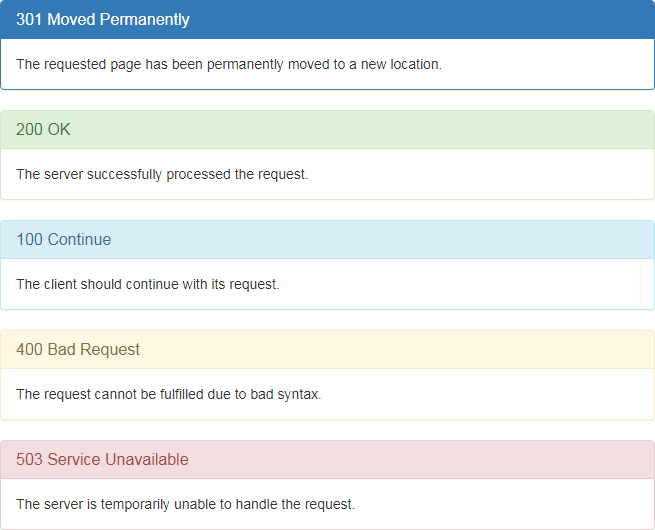 301 Moved Permanently
The requested page has been permanently moved to a new location.
200 OK
The server successfully processed the request.
100 Continue
The client should continue with its request.
400 Bad Request
The request cannot be fulfilled due to bad syntax.
503 Service Unavailable
The server is temporarily unable to handle the request.